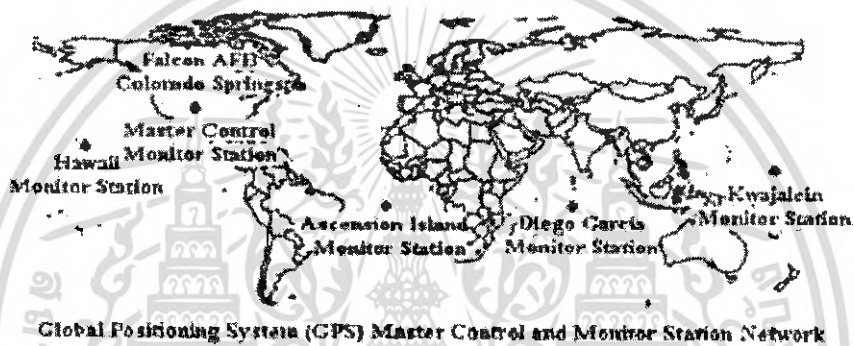 Falcon AFB
Colorado Springs
Master Control
Monitor Station
Hawaii
Monitor Station
Ascension Island
Monitor Station
Diego Garcia
Monitor Station
Kwajalein
Monitor Station
Global Positioning System (GPS) Master Control and Monitor Station Network